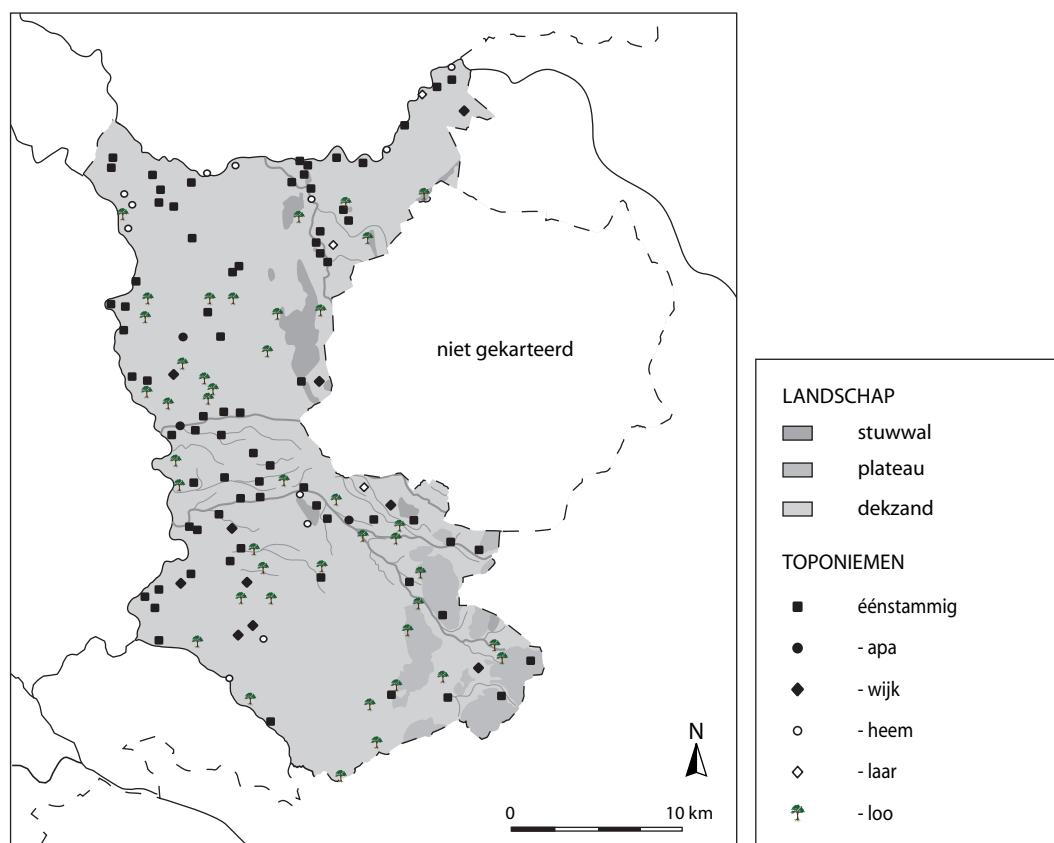 niet gekarteerd
N
0 10 km
LANDSCHAP
stuwwal
plateau
dekzand
TOPONIEMEN
éénstammig
- apa
- wijk
- heem
- laar
- loo